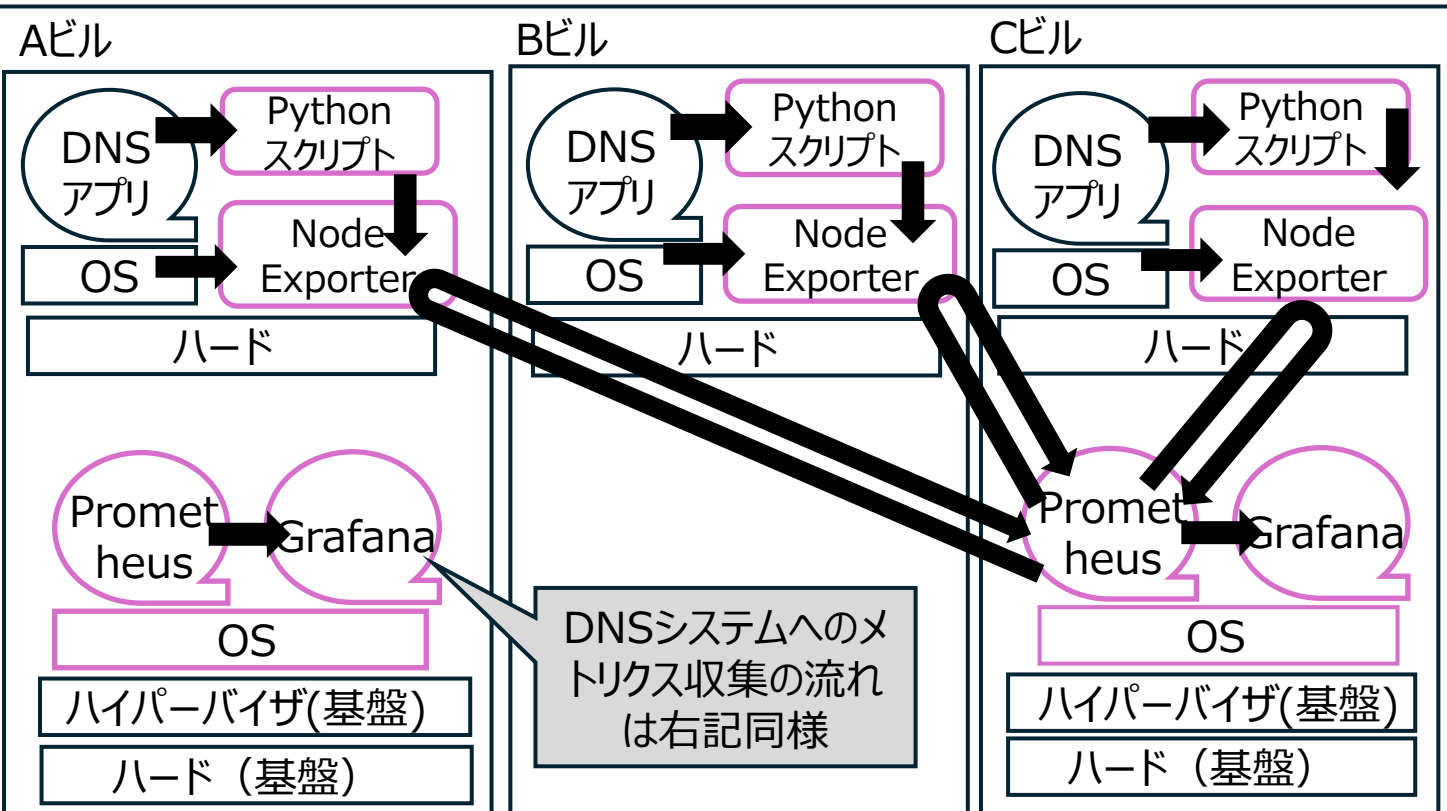 Aビル
DNS
アプリ
Python
スクリプト
Node
Exporter
OS
ハード
Promet
heus
Grafana
OS
ハイパーバイザ(基盤)
ハード（基盤）
Bビル
DNS
アプリ
Python
スクリプト
Node
Exporter
OS
ハード
DNSシステムへのメ
トリクス収集の流れ
は右記同様
Cビル
DNS
アプリ
Python
スクリプト
Node
Exporter
OS
ハード
Promet
heus
Grafana
OS
ハイパーバイザ(基盤)
ハード（基盤）